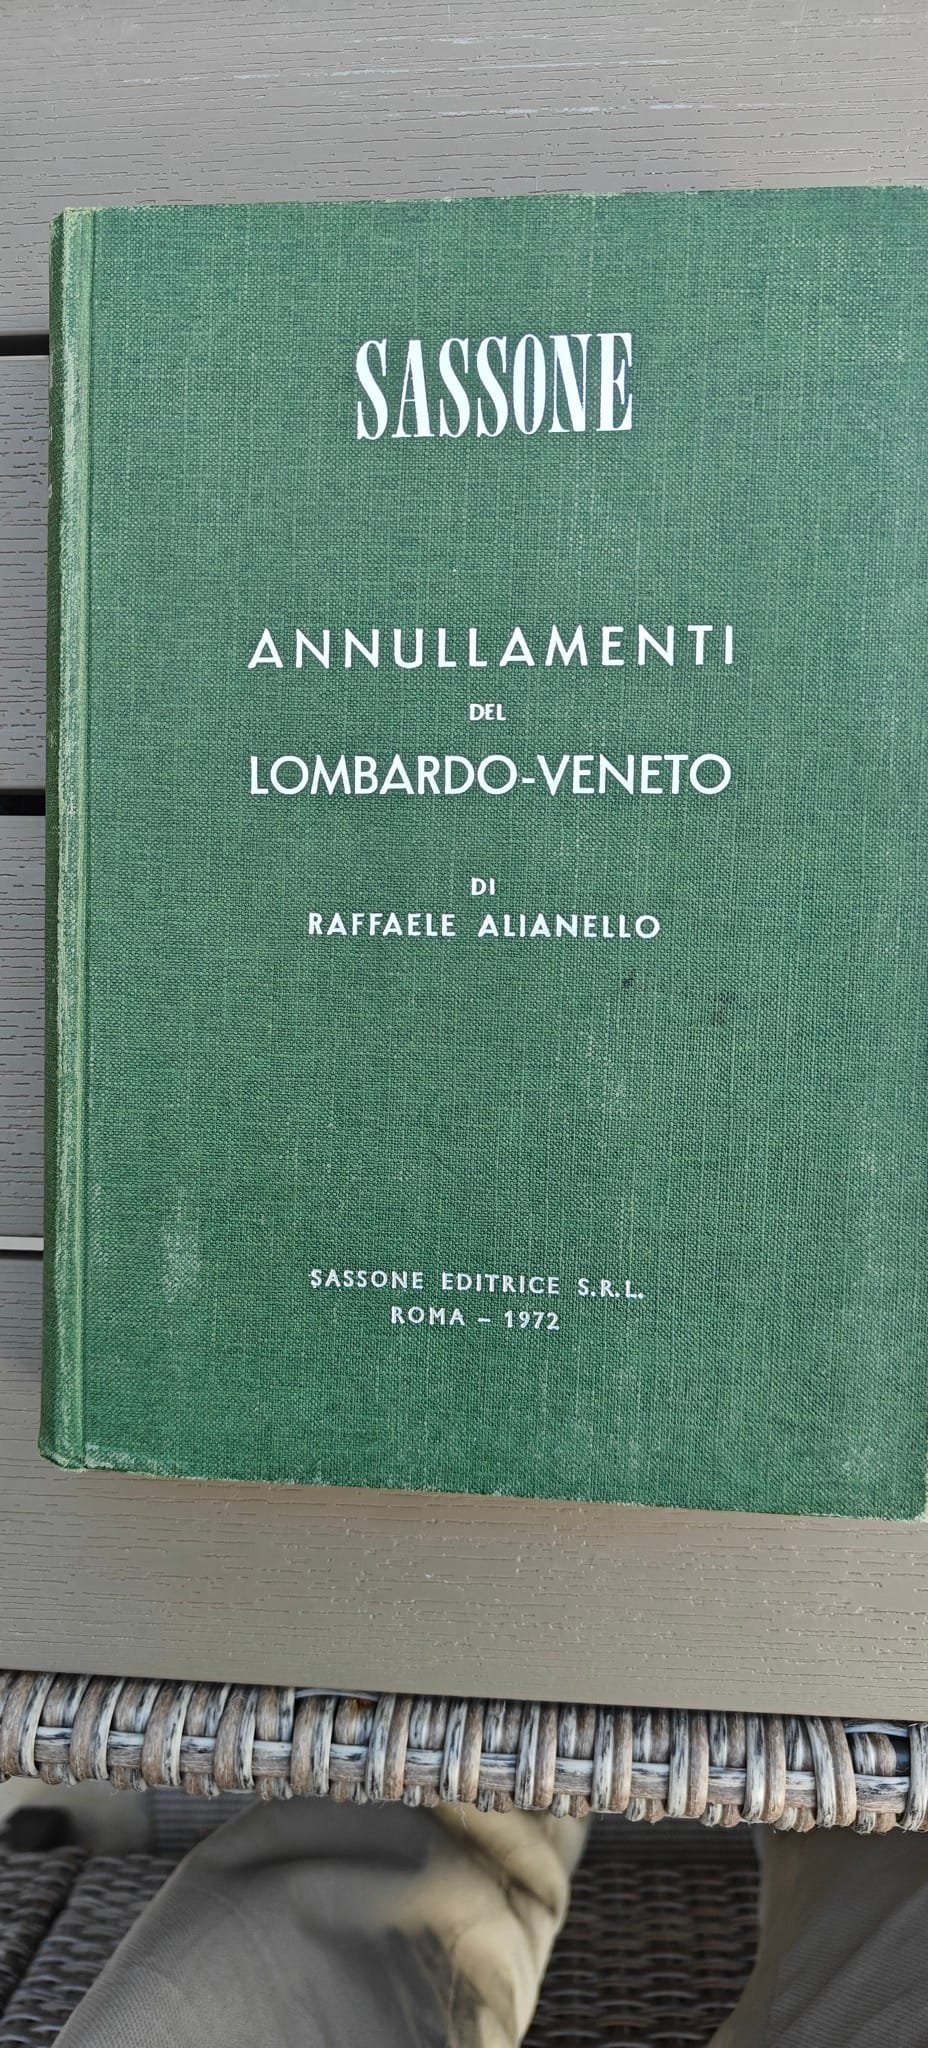 SASSONE
ANNULLAMENTI
DEL
LOMBARDO-VENETO
DI
RAFFAELE ALIANELLO
SASSONE EDITRICE S.R.L.
ROMA – 1972